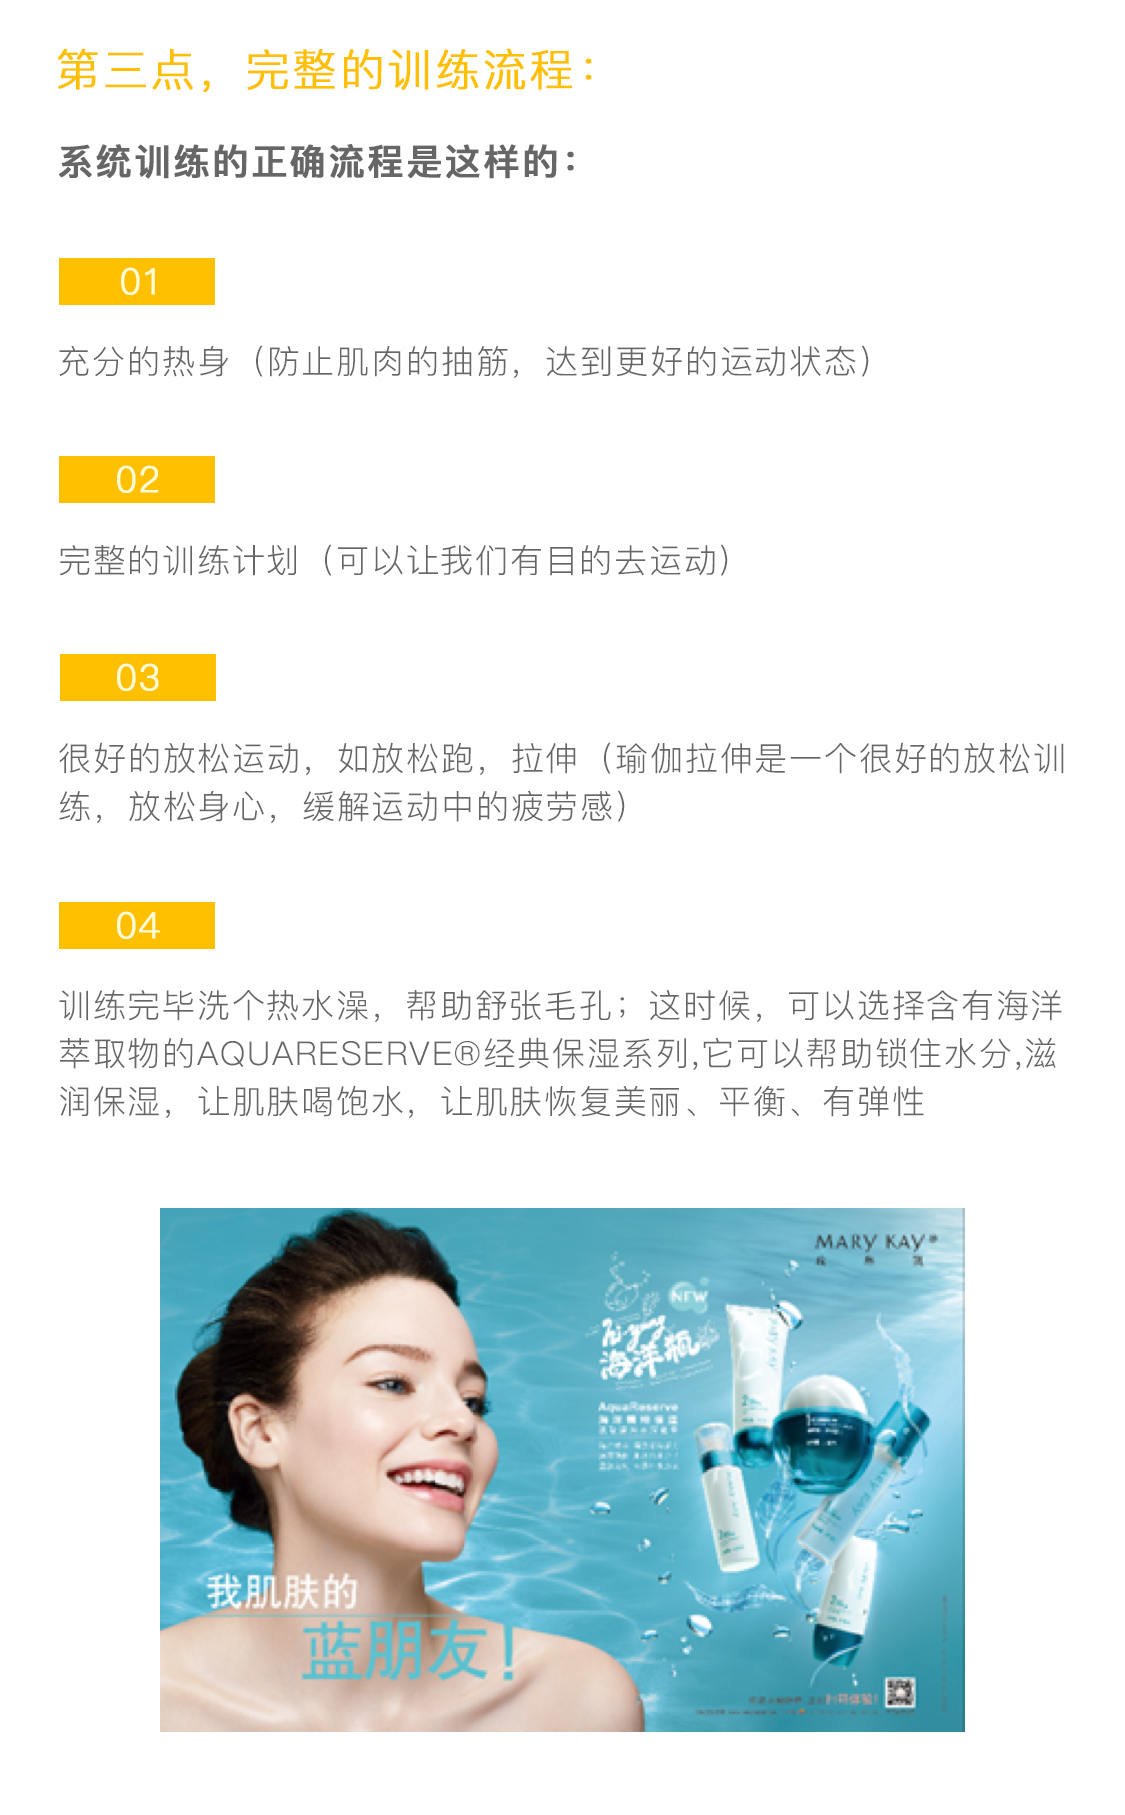 第三点，完整的训练流程：
系统训练的正确流程是这样的：
01
充分的热身（防止肌肉的抽筋，达到更好的运动状态）
02
完整的训练计划（可以让我们有目的去运动）
03
很好的放松运动，如放松跑，拉伸（瑜伽拉伸是一个很好的放松训
练，放松身心，缓解运动中的疲劳感）
04
训练完毕洗个热水澡，帮助舒张毛孔；这时候，可以选择含有海洋
萃取物的AQUARESERVE®经典保湿系列,它可以帮助锁住水分,滋
润保湿，让肌肤喝饱水，让肌肤恢复美丽、平衡、有弹性
MARY KAY®
NEW
海洋瓶
AquaReserve
我肌肤的
蓝朋友！